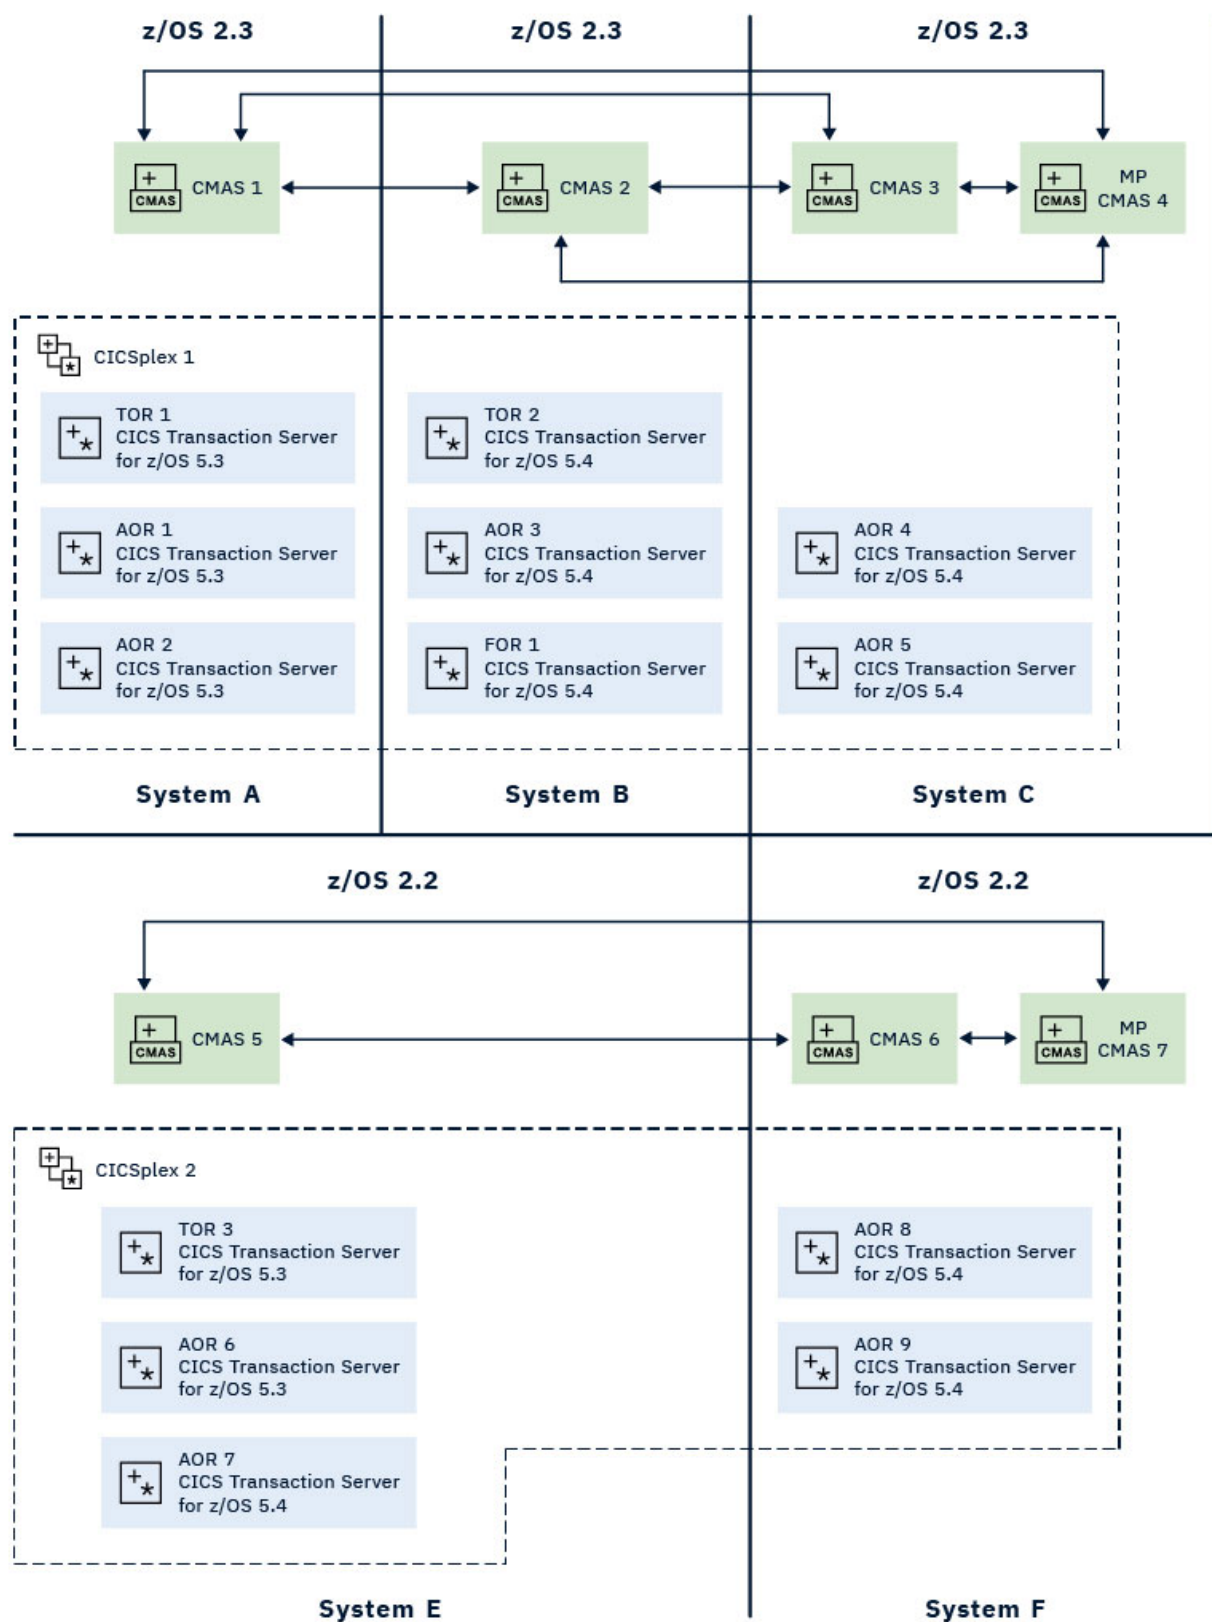 z/OS 2.3
z/OS 2.3
z/OS 2.3
CMAS
CMAS 1
CMAS
CMAS 2
CMAS
CMAS 3
CMAS
MP
CMAS 4
CICSplex 1
TOR 1
CICS Transaction Server
for z/OS 5.3
TOR 2
CICS Transaction Server
for z/OS 5.4
AOR 1
CICS Transaction Server
for z/OS 5.3
AOR 3
CICS Transaction Server
for z/OS 5.4
AOR 4
CICS Transaction Server
for z/OS 5.4
AOR 2
CICS Transaction Server
for z/OS 5.3
FOR 1
CICS Transaction Server
for z/OS 5.4
AOR 5
CICS Transaction Server
for z/OS 5.4
System A
System B
System C
z/OS 2.2
z/OS 2.2
CMAS
CMAS 5
CMAS
CMAS 6
CMAS
MP
CMAS 7
CICSplex 2
TOR 3
CICS Transaction Server
for z/OS 5.3
AOR 8
CICS Transaction Server
for z/OS 5.4
AOR 6
CICS Transaction Server
for z/OS 5.3
AOR 9
CICS Transaction Server
for z/OS 5.4
AOR 7
CICS Transaction Server
for z/OS 5.4
System E
System F